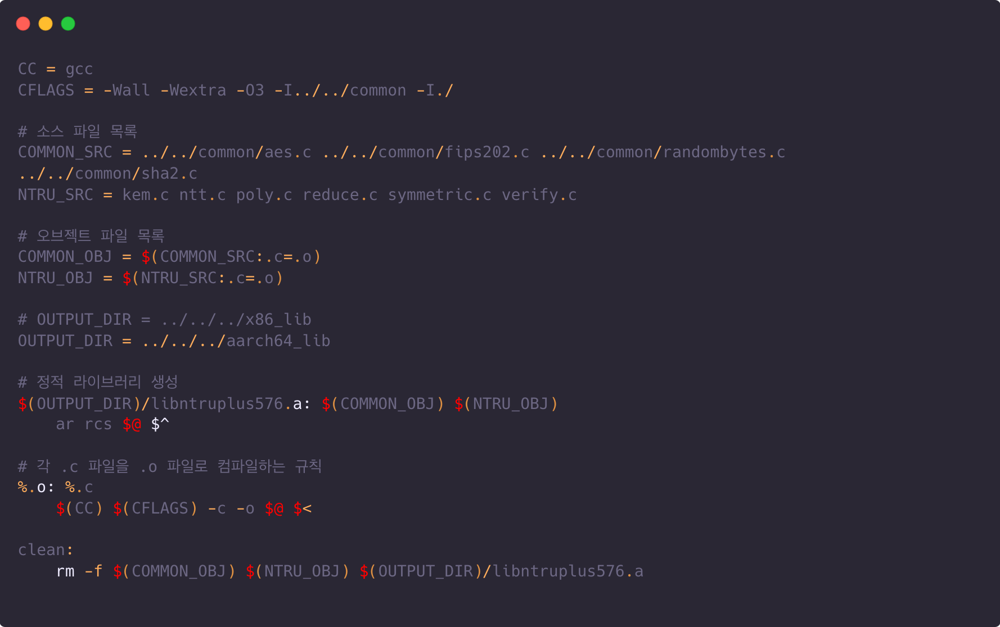 CC = gcc
CFLAGS = -Wall -Wextra -O3 -I../../common -I./
# 소스 파일 목록
COMMON_SRC = ../../common/aes.c ../../common/fips202.c ../../common/randombytes.c
../../common/sha2.c
NTRU_SRC = kem.c ntt.c poly.c reduce.c symmetric.c verify.c
# 오브젝트 파일 목록
COMMON_OBJ = $(COMMON_SRC:.c=.o)
NTRU_OBJ = $(NTRU_SRC:.c=.o)
# OUTPUT_DIR = ../../../x86_lib
OUTPUT_DIR = ../../../aarch64_lib
# 정적 라이브러리 생성
$(OUTPUT_DIR)/libntruplus576.a: $(COMMON_OBJ) $(NTRU_OBJ)
    ar rcs $@ $^
# 각 .c 파일을 .o 파일로 컴파일하는 규칙
%.o: %.c
    $(CC) $(CFLAGS) -c -o $@ $<
clean:
    rm -f $(COMMON_OBJ) $(NTRU_OBJ) $(OUTPUT_DIR)/libntruplus576.a